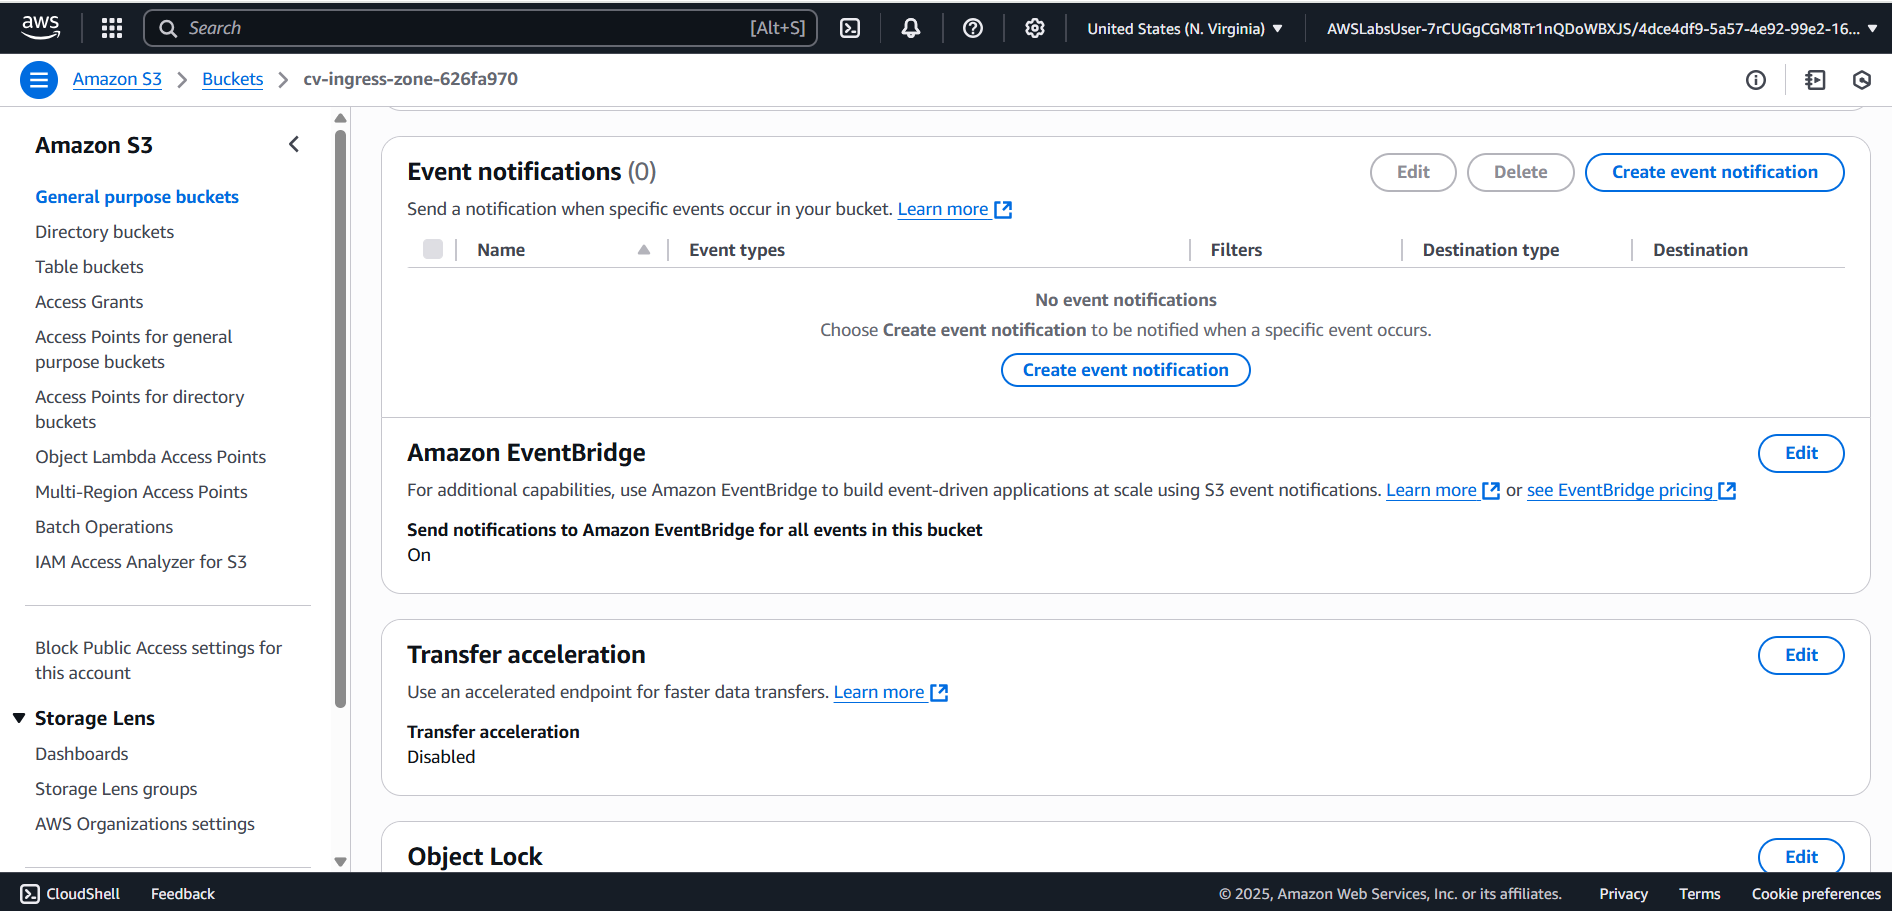 aws
Search
[Alt+S]
United States (N. Virginia)
AWSLabsUser-7rCUGgCGM8Tr1nQDoWBXJS/4dce4df9-5a57-4e92-99e2-16...
Amazon S3
Buckets
cv-ingress-zone-626fa970
Amazon S3
General purpose buckets
Directory buckets
Table buckets
Access Grants
Access Points for general
purpose buckets
Access Points for directory
buckets
Object Lambda Access Points
Multi-Region Access Points
Batch Operations
IAM Access Analyzer for S3
Block Public Access settings for
this account
Storage Lens
Dashboards
Storage Lens groups
AWS Organizations settings
Event notifications (0)
Edit
Delete
Create event notification
Send a notification when specific events occur in your bucket. Learn more
Name
Event types
Filters
Destination type
Destination
No event notifications
Choose Create event notification to be notified when a specific event occurs.
Create event notification
Amazon EventBridge
Edit
For additional capabilities, use Amazon EventBridge to build event-driven applications at scale using S3 event notifications. Learn more or see EventBridge pricing
Send notifications to Amazon EventBridge for all events in this bucket
On
Transfer acceleration
Edit
Use an accelerated endpoint for faster data transfers. Learn more
Transfer acceleration
Disabled
Object Lock
Edit
CloudShell
Feedback
© 2025, Amazon Web Services, Inc. or its affiliates.
Privacy
Terms
Cookie preferences